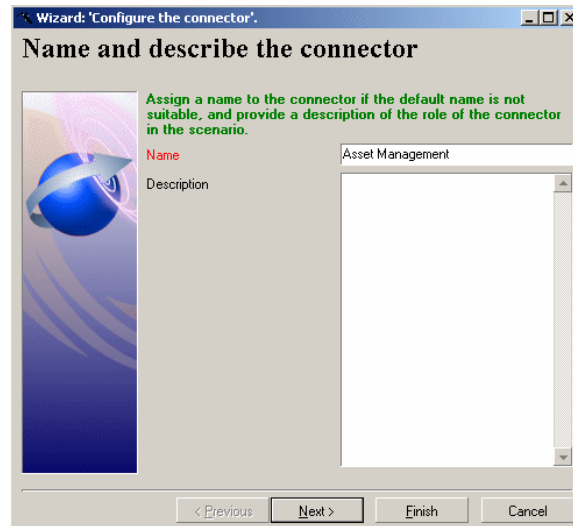 Wizard: 'Configure the connector'.
Name and describe the connector
Assign a name to the connector if the default name is not
suitable, and provide a description of the role of the connector
in the scenario.
Name
Asset Management
Description
< Previous
Next >
Finish
Cancel